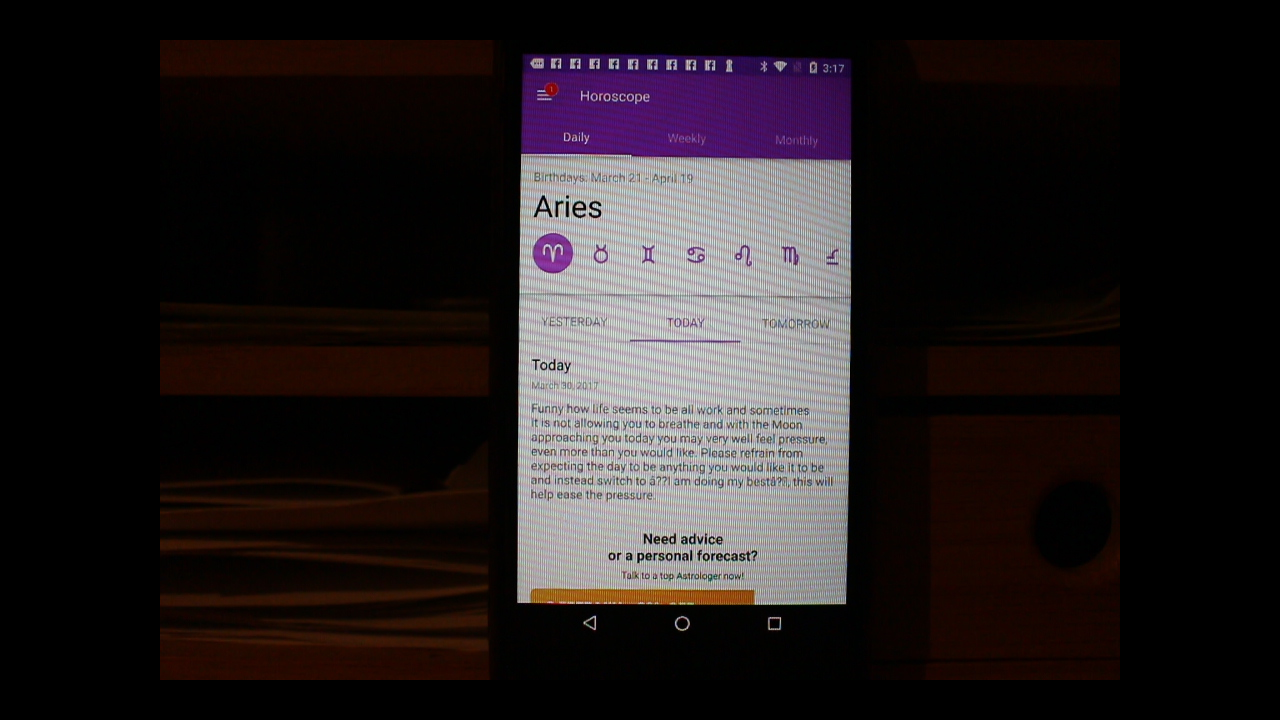 3:17
1
Horoscope
Daily Weekly Monthly
Birthdays: March 21 - April 19
Aries
YESTERDAY TODAY TOMORROW
Today
March 30, 2017
Funny how life seems to be all work and sometimes
it is not allowing you to breathe and with the Moon
approaching you today you may very well feel pressure,
even more than you would like. Please refrain from
expecting the day to be anything you would like it to be
and instead switch to â??I am doing my bestâ??, this will
help ease the pressure.
Need advice
or a personal forecast?
Talk to a top Astrologer now!